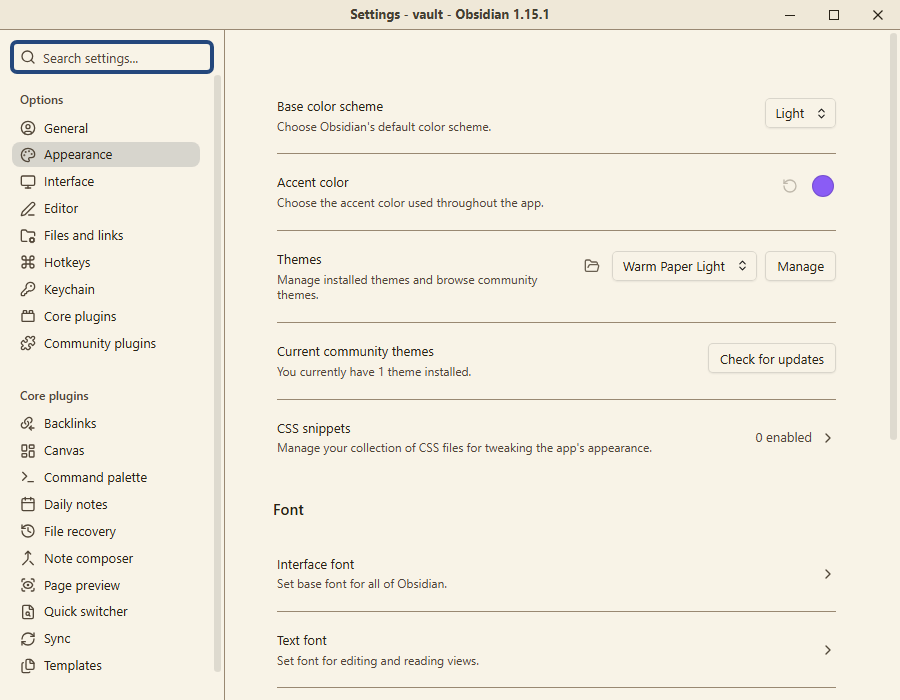 Settings - vault - Obsidian 1.15.1
Search settings...
Options
General
Appearance
Interface
Editor
Files and links
Hotkeys
Keychain
Core plugins
Community plugins
Core plugins
Backlinks
Canvas
Command palette
Daily notes
File recovery
Note composer
Page preview
Quick switcher
Sync
Templates
Base color scheme
Choose Obsidian's default color scheme.
Light
Accent color
Choose the accent color used throughout the app.
Themes
Manage installed themes and browse community
themes.
Warm Paper Light
Manage
Current community themes
You currently have 1 theme installed.
Check for updates
CSS snippets
Manage your collection of CSS files for tweaking the app's appearance.
0 enabled
Font
Interface font
Set base font for all of Obsidian.
Text font
Set font for editing and reading views.